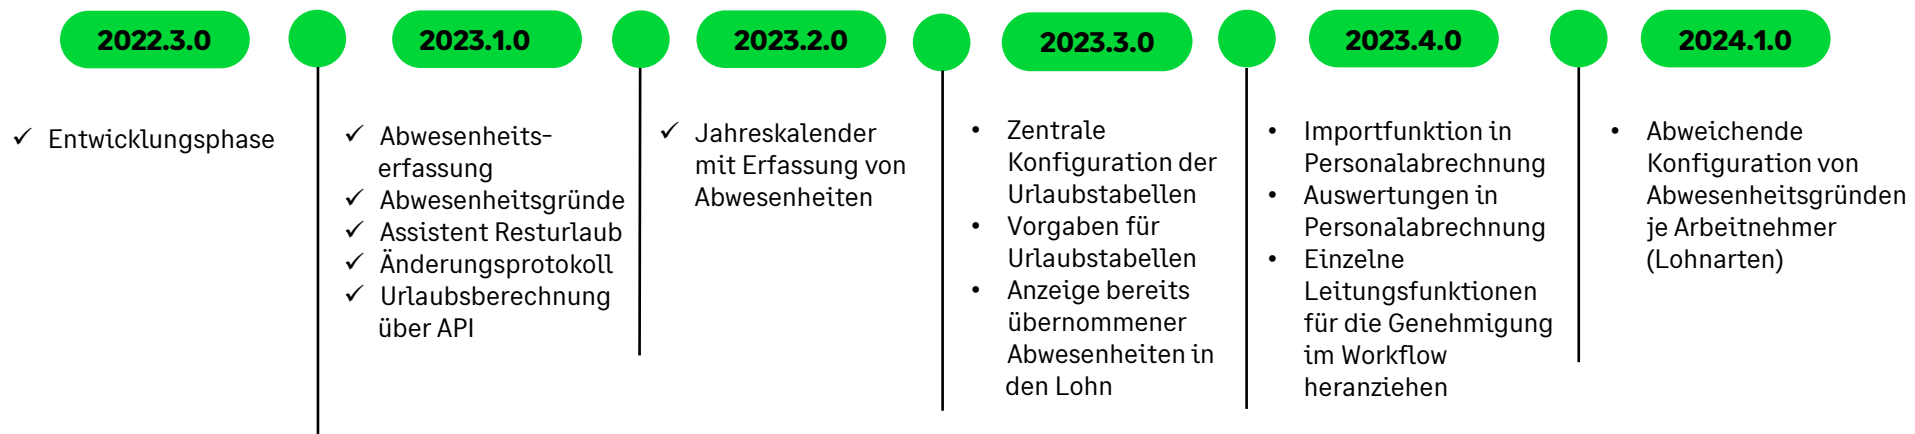 2022.3.0
✓ Entwicklungsphase
2023.1.0
✓ Abwesenheits-
erfassung
✓ Abwesenheitsgründe
✓ Assistent Resturlaub
✓ Änderungsprotokoll
✓ Urlaubsberechnung
über API
2023.2.0
✓ Jahreskalender
mit Erfassung von
Abwesenheiten
2023.3.0
• Zentrale
Konfiguration der
Urlaubstabellen
• Vorgaben für
Urlaubstabellen
• Anzeige bereits
übernommener
Abwesenheiten in
den Lohn
2023.4.0
• Importfunktion in
Personalabrechnung
• Auswertungen in
Personalabrechnung
• Einzelne
Leitungsfunktionen
für die Genehmigung
im Workflow
heranziehen
2024.1.0
• Abweichende
Konfiguration von
Abwesenheitsgründen
je Arbeitnehmer
(Lohnarten)